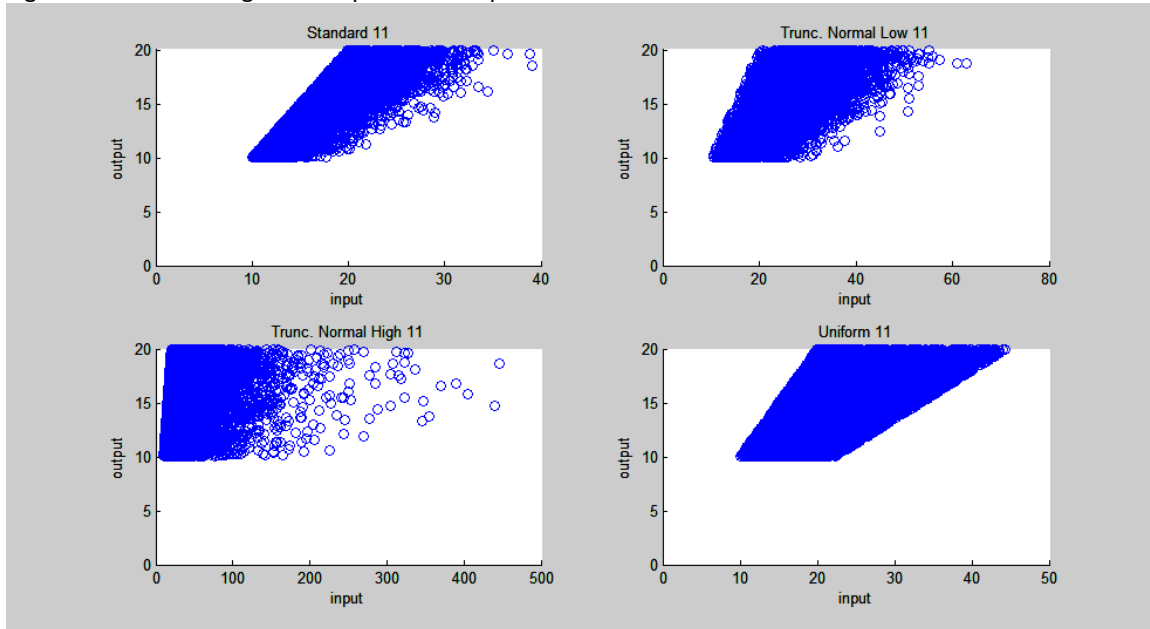 Standard 11
20
15
10
5
0
output
0 10 20 30 40
input
Trunc. Normal Low 11
20
15
10
5
0
output
0 20 40 60 80
input
Trunc. Normal High 11
20
15
10
5
0
output
0 100 200 300 400 500
input
Uniform 11
20
15
10
5
0
output
0 10 20 30 40 50
input